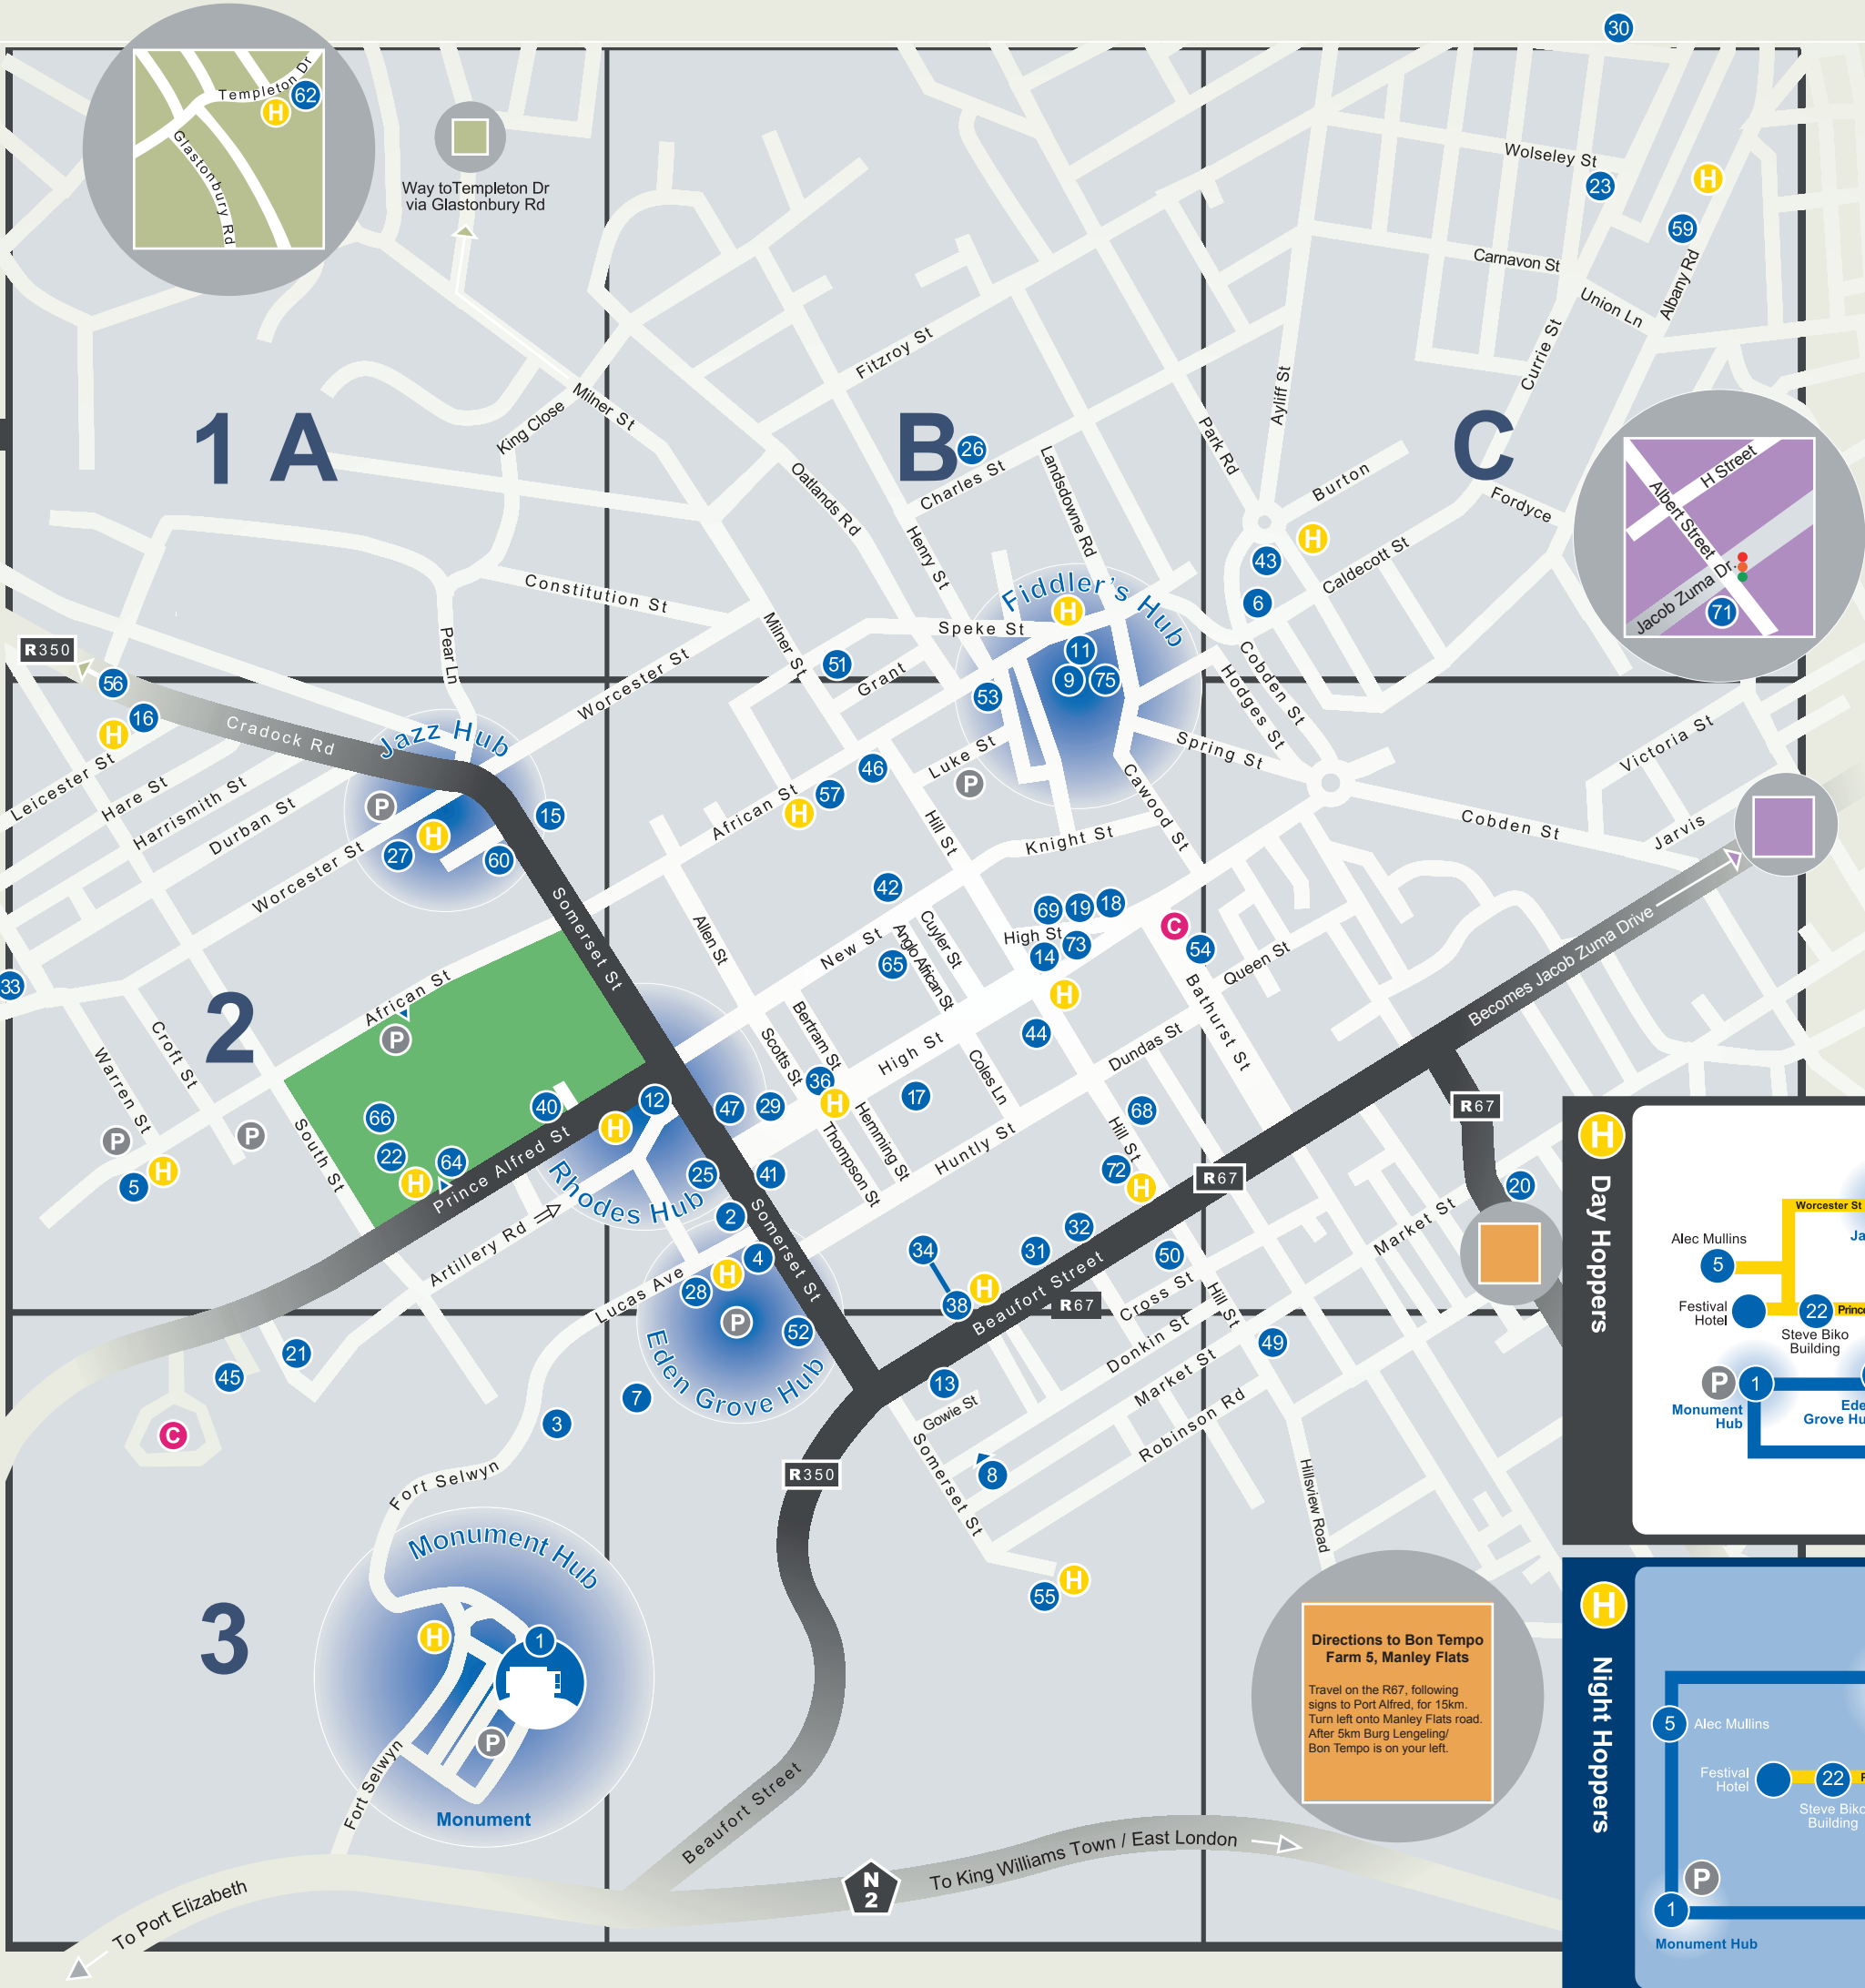 30
Templeton Dr
62
H
Glastonbury Rd
Way toTempleton Dr
via Glastonbury Rd
Wolseley St
23
H
59
Carnavon St
Union Ln
Albany Rd
Currie St
Fitzroy St
Ayliff St
Milner St
King Close
1 A
B
C
26
Charles St
Landsdowne Rd
Park Rd
Burton
Fordyce
Oatlands Rd
Henry St
H
43
Caldecott St
6
H Street
Albert Street
Jacob Zuma Dr.
71
Constitution St
Fiddler's Hub
H
Speke St
11
9
75
Pear Ln
Milner St
51
Grant
53
Worcester St
Cobden St
Hodges St
R350
56
16
H
Cradock Rd
Jazz Hub
Leicester St
Hare St
Harrismith St
Durban St
Worcester St
P
H
27
15
60
Luke St
P
Spring St
Victoria St
46
57
H
African St
Hill St
Knight St
Cawood St
Cobden St
Jarvis
Somerset St
42
Allen St
New St
65
Cuyler St
Anglo African St
69
19
18
High St
73
14
C
54
Queen St
H
44
Bathurst St
Becomes Jacob Zuma Drive
33
2
African St
P
Croft St
Warren St
P
P
5
H
South St
66
22
H
64
40
Prince Alfred St
12
H
Rhodes Hub
47
29
25
41
2
Scotts St
Bertram St
36
H
High St
17
Coles Ln
Hemming St
Thompson St
Huntly St
Dundas St
68
Hill St
72
H
R67
R67
20
Market St
Artillery Rd
Lucas Ave
4
H
28
P
52
Eden Grove Hub
Somerset St
34
38
H
31
32
Beaufort Street
R67
50
Cross St
Hill St
Donkin St
49
Market St
Robinson Rd
21
45
C
7
3
13
Gowie St
8
Somerset St
R350
Hillsview Road
Fort Selwyn
Monument Hub
H
1
P
3
Fort Selwyn
Monument
55
H
Directions to Bon Tempo
Farm 5, Manley Flats
Travel on the R67, following
signs to Port Alfred, for 15km.
Turn left onto Manley Flats road.
After 5km Burg Lengeling/
Bon Tempo is on your left.
Beaufort Street
N
2
To King Williams Town / East London
To Port Elizabeth
H
Day Hoppers
Worcester St
Ja
Alec Mullins
5
Festival
Hotel
22
Prince
Steve Biko
Building
P
1
Monument
Hub
Ede
Grove Hu
H
Night Hoppers
5
Alec Mullins
Festival
Hotel
22
Steve Biko
Building
P
1
Monument Hub